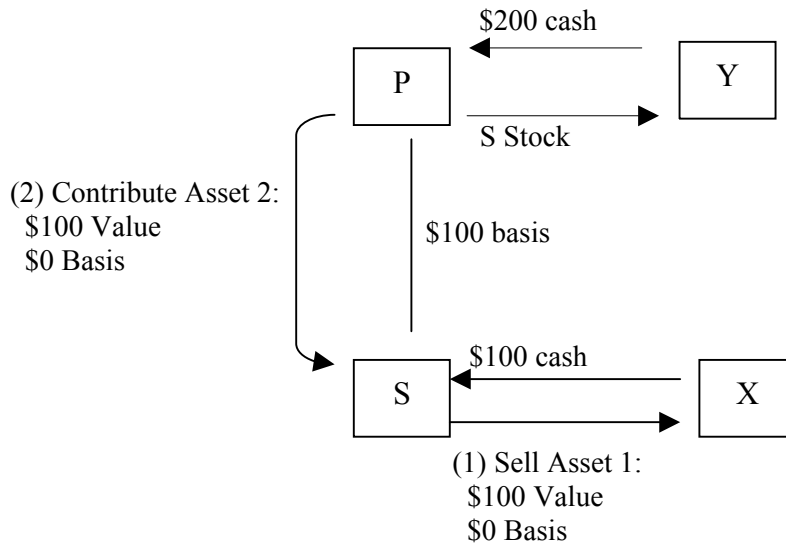 $200 cash
P
Y
S Stock
(2) Contribute Asset 2:
$100 Value
$0 Basis
$100 basis
$100 cash
S
X
(1) Sell Asset 1:
$100 Value
$0 Basis